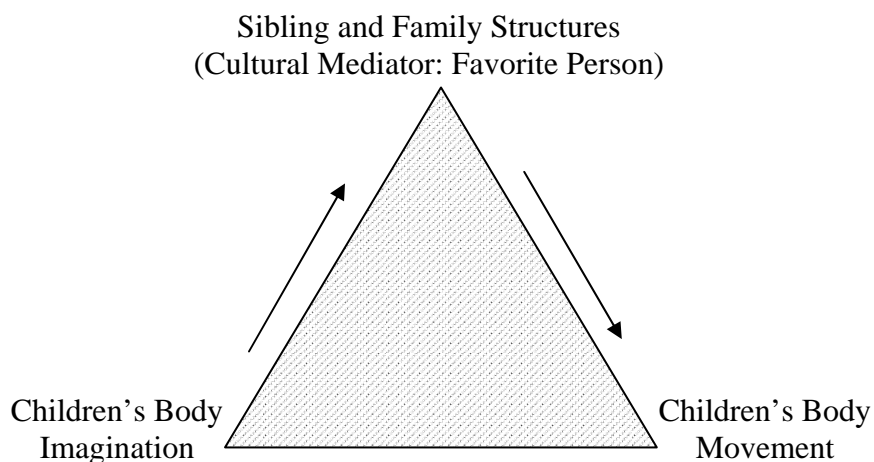 Sibling and Family Structures
(Cultural Mediator: Favorite Person)
Children’s Body
Imagination
Children’s Body
Movement